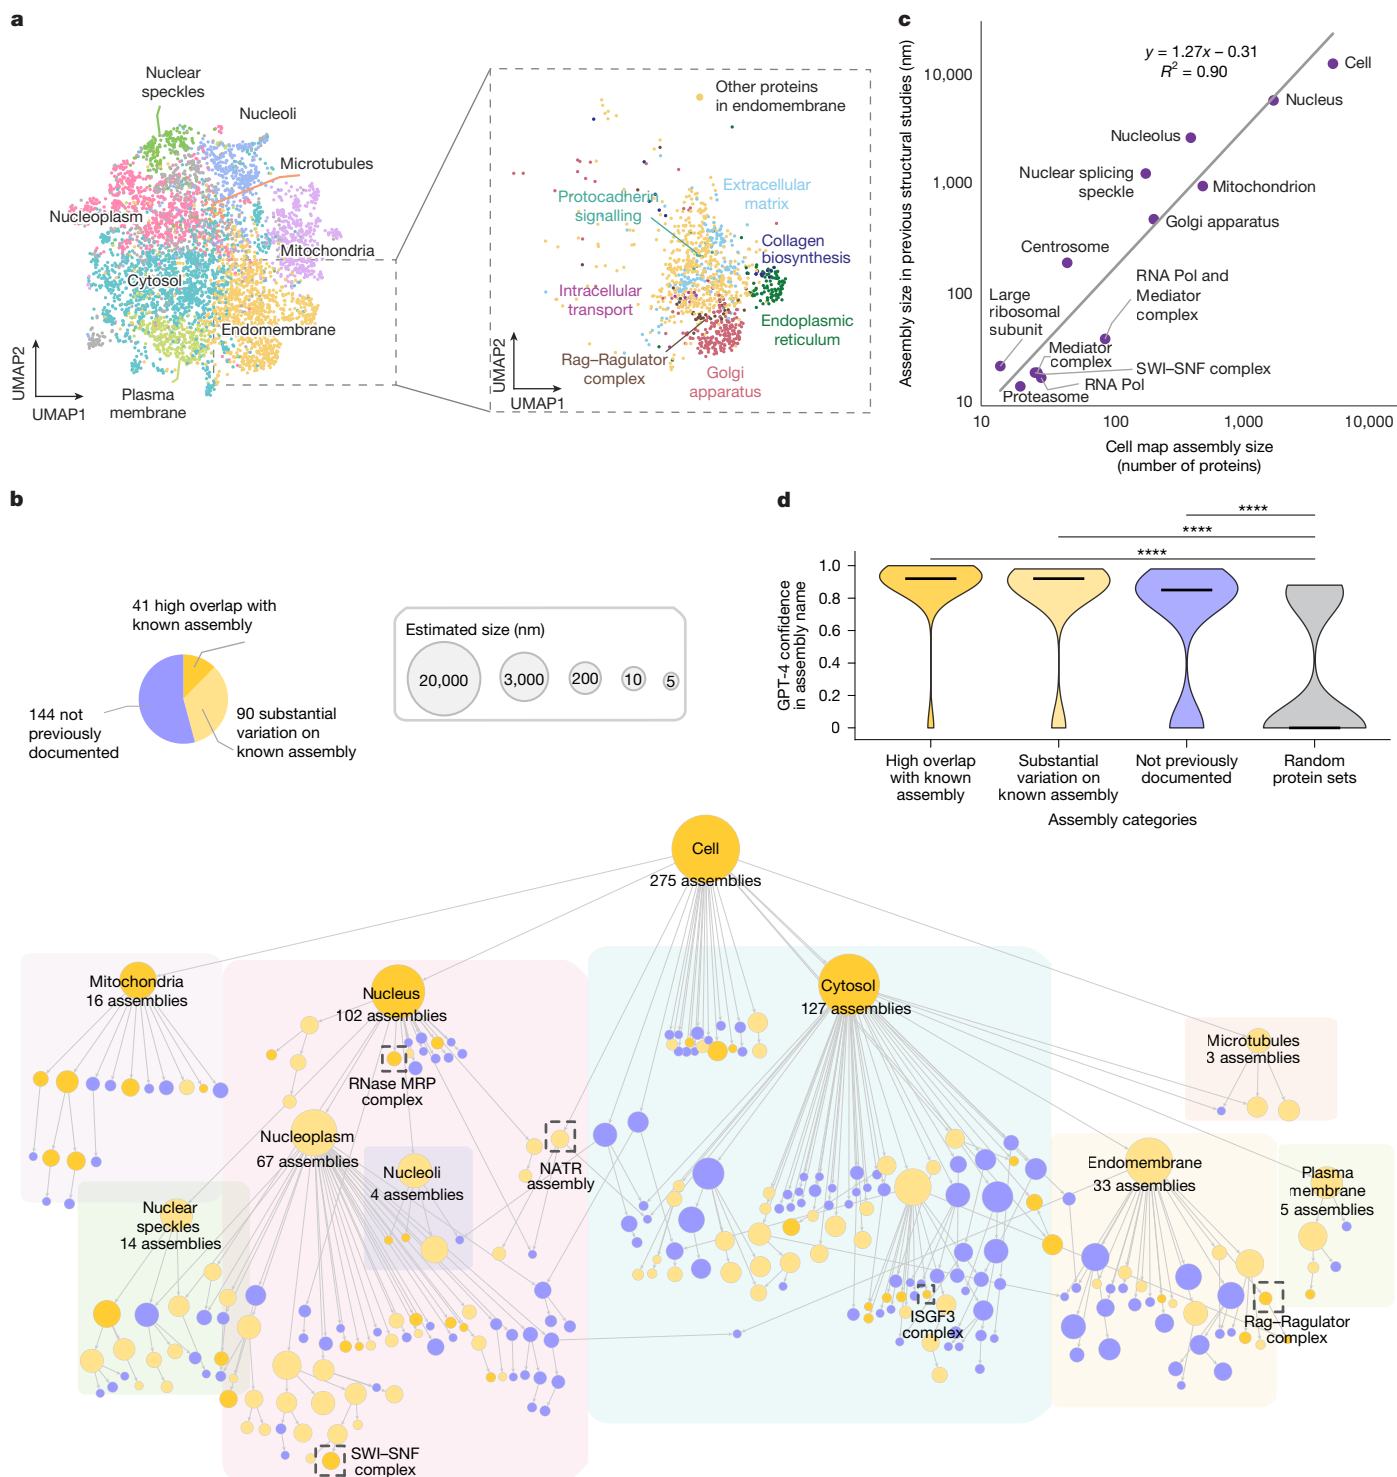 a
Nuclear
speckles
Nucleoli
Microtubules
Nucleoplasm
Mitochondria
Cytosol
Endomembrane
Plasma
membrane
UMAP2
UMAP1
Other proteins
in endomembrane
Protocadherin
signalling
Extracellular
matrix
Collagen
biosynthesis
Intracellular
transport
Endoplasmic
reticulum
Rag–Ragulator
complex
Golgi
apparatus
UMAP2
UMAP1
c
Assembly size in previous structural studies (nm)
10,000
1,000
100
10
y = 1.27x – 0.31
R2 = 0.90
Cell
Nucleus
Nucleolus
Nuclear splicing
speckle
Mitochondrion
Golgi apparatus
Centrosome
RNA Pol and
Mediator
complex
Large
ribosomal
subunit
Mediator
complex
SWI–SNF complex
RNA Pol
Proteasome
10
100
1,000
10,000
Cell map assembly size
(number of proteins)
b
41 high overlap with
known assembly
144 not
previously
documented
90 substantial
variation on
known assembly
Estimated size (nm)
20,000
3,000
200
10
5
d
****
****
****
GPT-4 confidence
in assembly name
1.0
0.8
0.6
0.4
0.2
0
High overlap
with known
assembly
Substantial
variation on
known assembly
Not previously
documented
Random
protein sets
Assembly categories
Cell
275 assemblies
Mitochondria
16 assemblies
Nucleus
102 assemblies
Cytosol
127 assemblies
Microtubules
3 assemblies
RNase MRP
complex
Nucleoplasm
67 assemblies
Nucleoli
4 assemblies
NATR
assembly
Endomembrane
33 assemblies
Plasma
membrane
5 assemblies
Nuclear
speckles
14 assemblies
ISGF3
complex
Rag–Ragulator
complex
SWI–SNF
complex